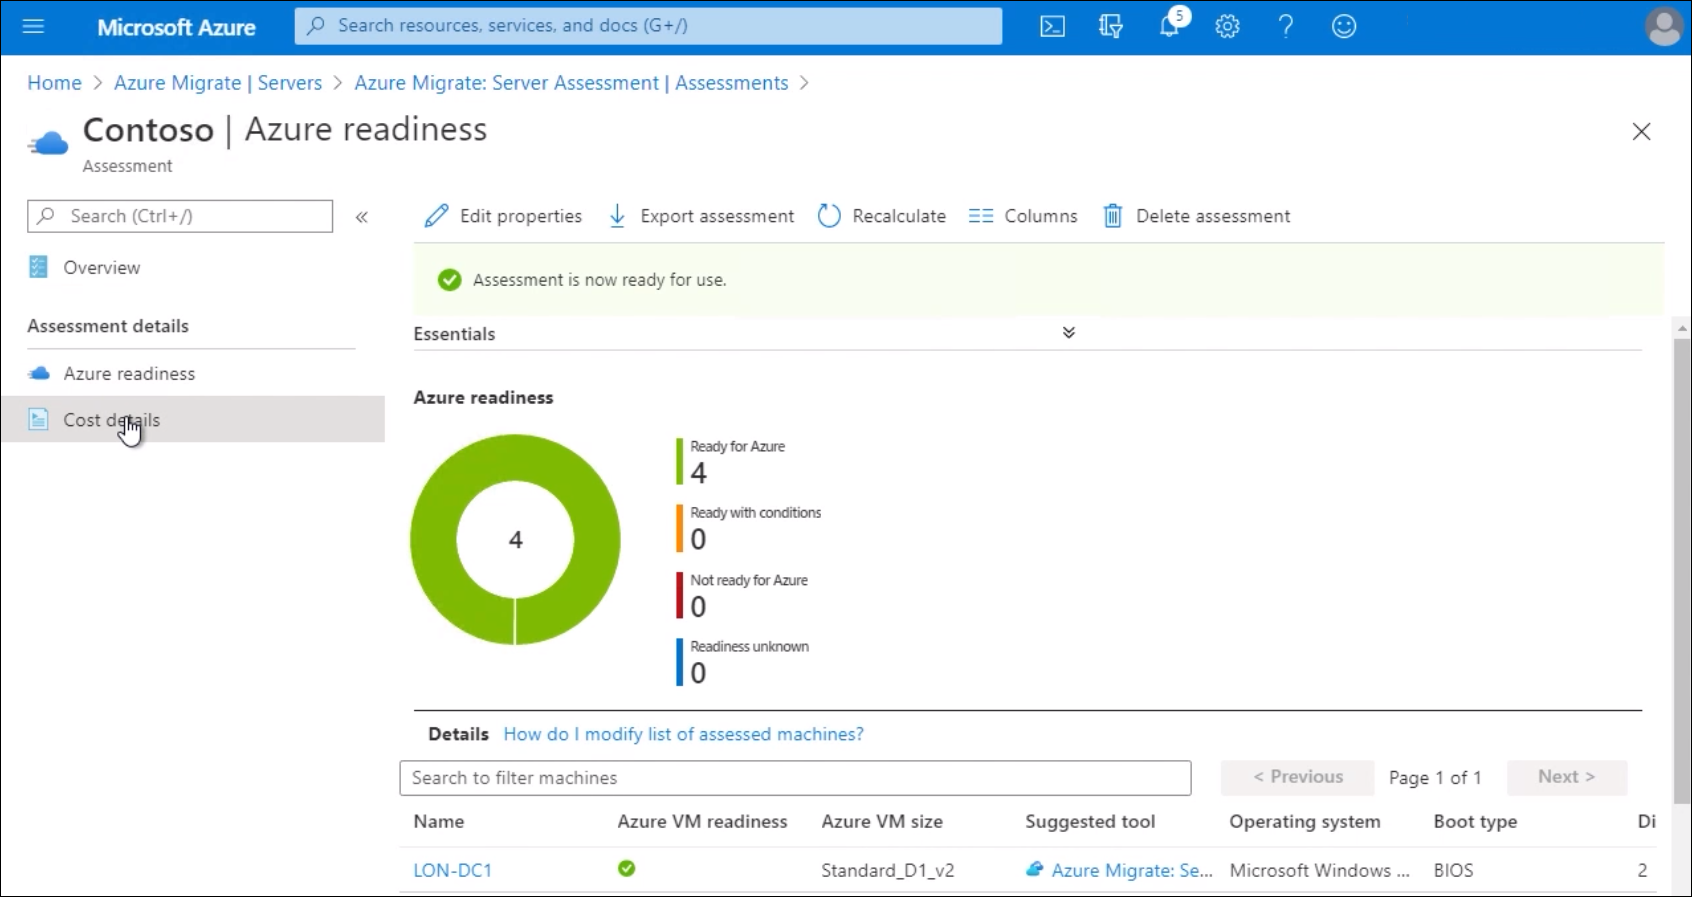 Microsoft Azure
Search resources, services, and docs (G+/)
5
Home > Azure Migrate | Servers > Azure Migrate: Server Assessment | Assessments >
Contoso | Azure readiness
Assessment
Search (Ctrl+/)
«
Overview
Assessment details
Azure readiness
Cost details
Edit properties
Export assessment
Recalculate
Columns
Delete assessment
Assessment is now ready for use.
Essentials
Azure readiness
4
Ready for Azure
4
Ready with conditions
0
Not ready for Azure
0
Readiness unknown
0
Details How do I modify list of assessed machines?
Search to filter machines
< Previous Page 1 of 1 Next >
Name Azure VM readiness Azure VM size Suggested tool Operating system Boot type Di
LON-DC1 Standard_D1_v2 Azure Migrate: Se... Microsoft Windows ... BIOS 2